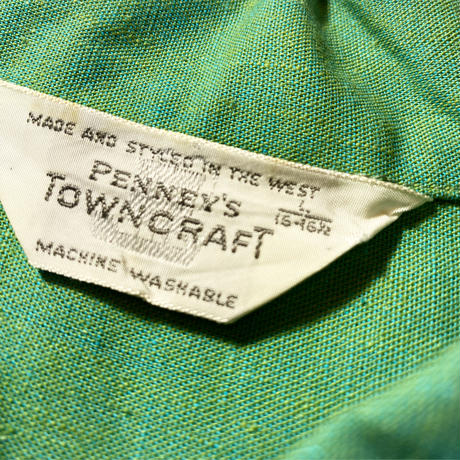 MADE AND STYLED IN THE WEST
PENNEY'S
TOWNCRAFT
L
16-16½
MACHINE WASHABLE